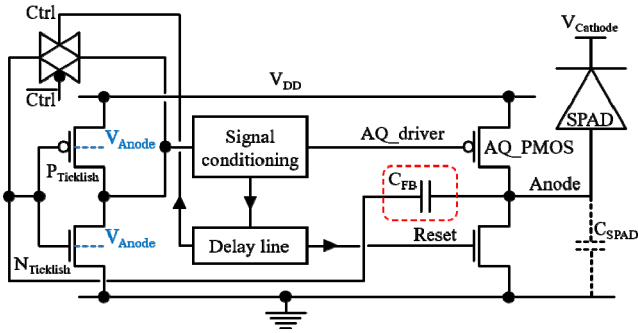 Ctrl
V_Cathode
Ctrl
V_DD
SPAD
V_Anode
Signal
conditioning
AQ_driver
AQ_PMOS
P_Ticklish
C_FB
Anode
V_Anode
Delay line
Reset
C_SPAD
N_Ticklish